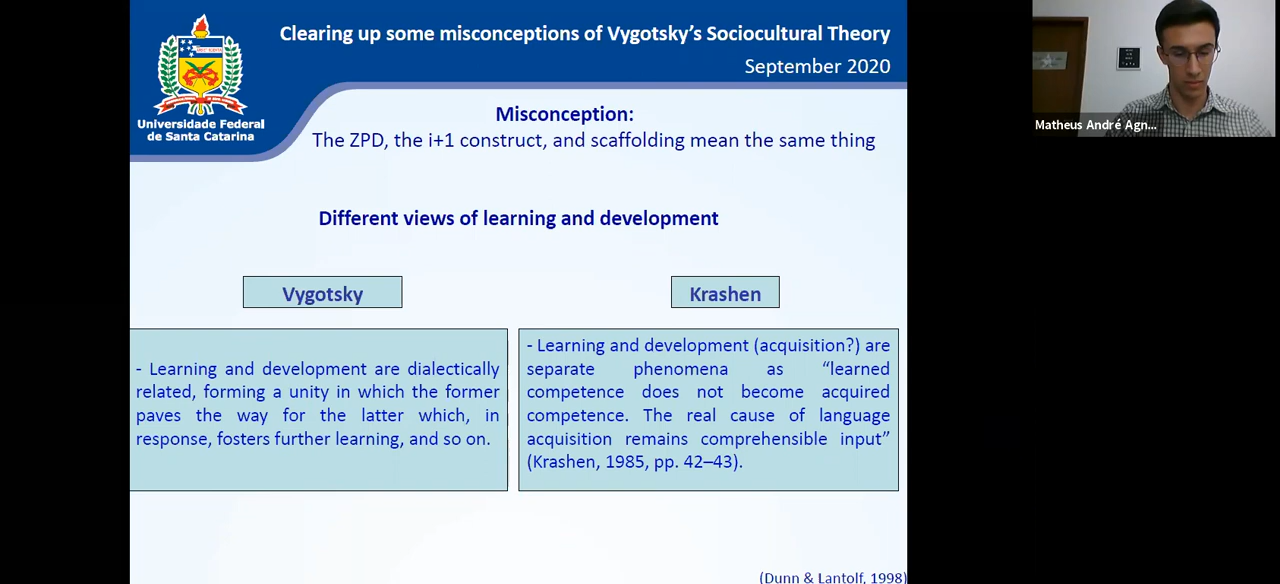 Clearing up some misconceptions of Vygotsky's Sociocultural Theory
September 2020
Universidade Federal
de Santa Catarina
Misconception:
The ZPD, the i+1 construct, and scaffolding mean the same thing
Different views of learning and development
Vygotsky
- Learning and development are dialectically
related, forming a unity in which the former
paves the way for the latter which, in
response, fosters further learning, and so on.
Krashen
- Learning and development (acquisition?) are
separate phenomena as “learned
competence does not become acquired
competence. The real cause of language
acquisition remains comprehensible input”
(Krashen, 1985, pp. 42–43).
(Dunn & Lantolf, 1998)
Matheus André Agn...